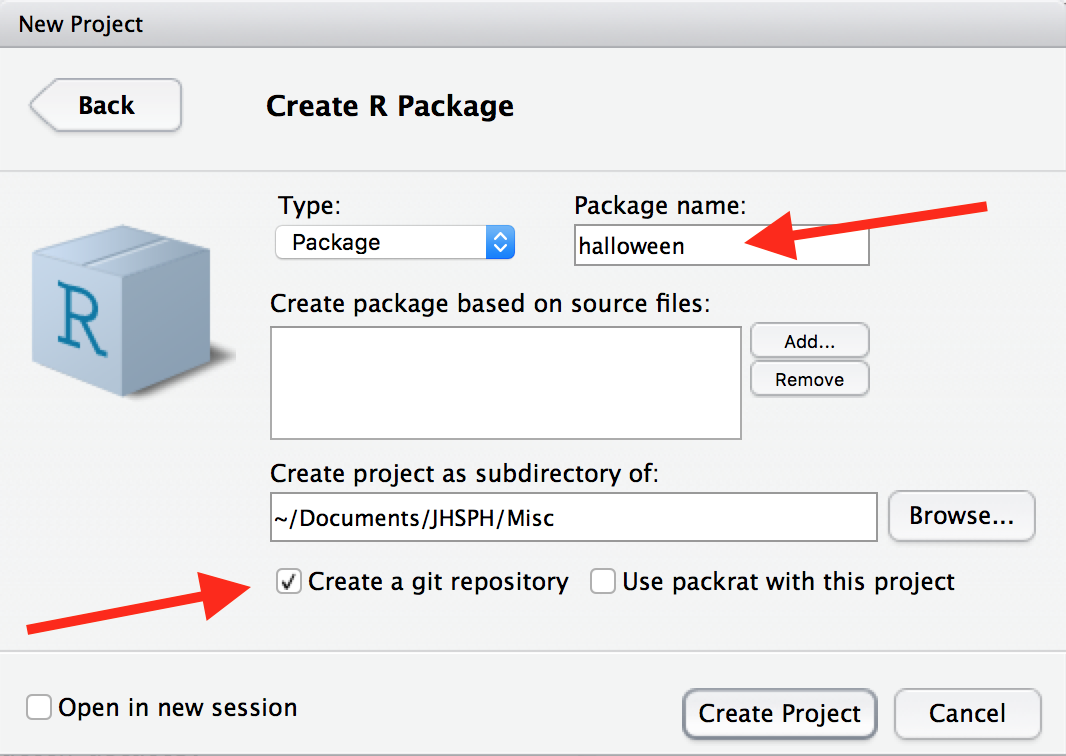 New Project
Back
Create R Package
Type:
Package name:
Package
halloween
R
Create package based on source files:
Add...
Remove
Create project as subdirectory of:
~/Documents/JHSPH/Misc
Browse...
Create a git repository
Use packrat with this project
Open in new session
Create Project
Cancel